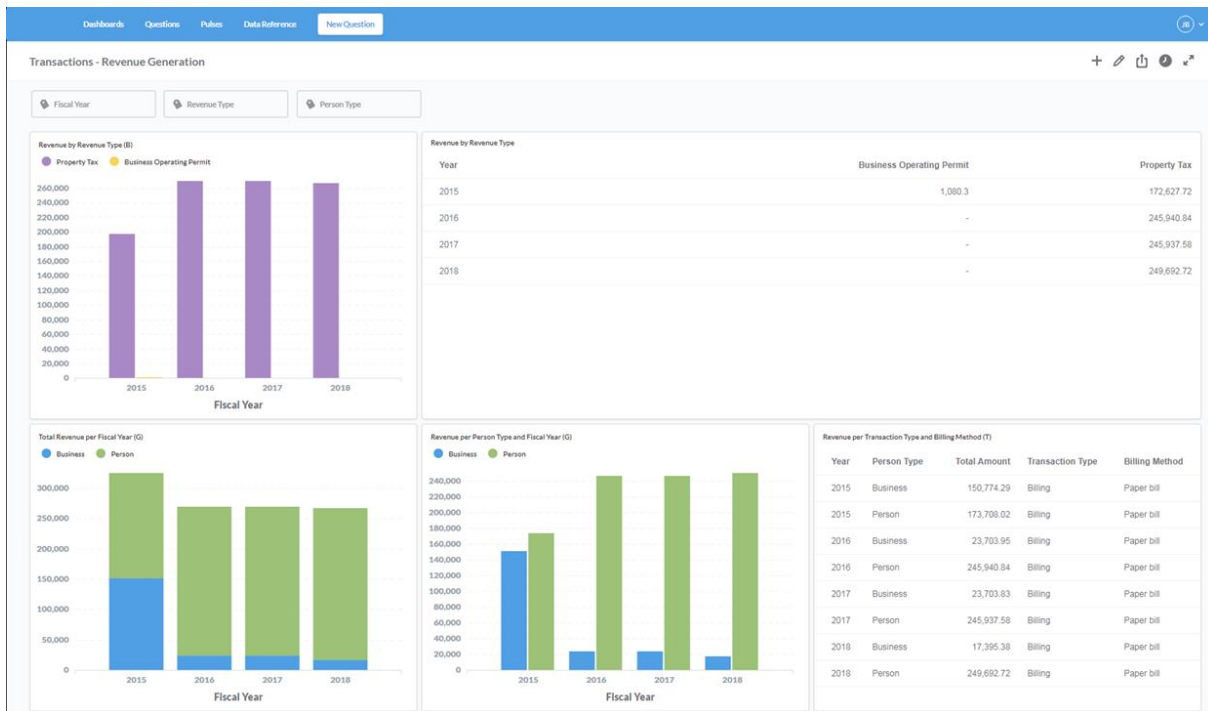 Dashboards Questions Pulses Data Reference New Question JB
Transactions - Revenue Generation
Fiscal Year Revenue Type Person Type
Revenue by Revenue Type (B)
Property Tax Business Operating Permit
260,000
240,000
220,000
200,000
180,000
160,000
140,000
120,000
100,000
80,000
60,000
40,000
20,000
0
2015 2016 2017 2018
Fiscal Year
Revenue by Revenue Type
Year Business Operating Permit Property Tax
2015 1,080.3 172,627.72
2016 - 245,940.84
2017 - 245,937.58
2018 - 249,692.72
Total Revenue per Fiscal Year (G)
Business Person
300,000
250,000
200,000
150,000
100,000
50,000
0
2015 2016 2017 2018
Fiscal Year
Revenue per Person Type and Fiscal Year (G)
Business Person
240,000
220,000
200,000
180,000
160,000
140,000
120,000
100,000
80,000
60,000
40,000
20,000
0
2015 2016 2017 2018
Fiscal Year
Revenue per Transaction Type and Billing Method (T)
Year Person Type Total Amount Transaction Type Billing Method
2015 Business 150,774.29 Billing Paper bill
2015 Person 173,708.02 Billing Paper bill
2016 Business 23,703.95 Billing Paper bill
2016 Person 245,940.84 Billing Paper bill
2017 Business 23,703.83 Billing Paper bill
2017 Person 245,937.58 Billing Paper bill
2018 Business 17,395.38 Billing Paper bill
2018 Person 249,692.72 Billing Paper bill